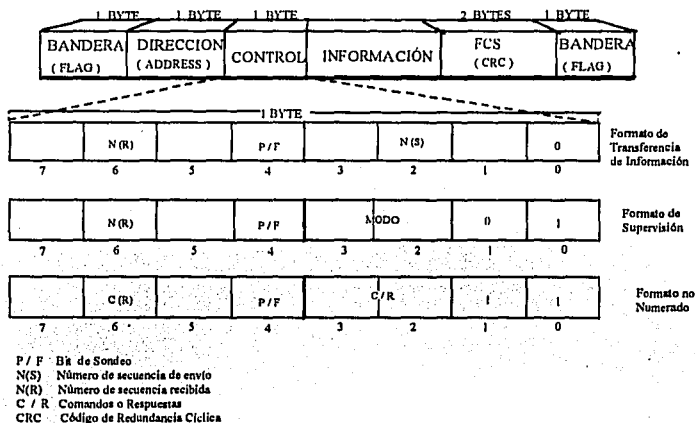 1 BYTE 1 BYTE 1 BYTE 2 BYTES 1 BYTE
BANDERA DIRECCION CONTROL INFORMACIÓN FCS BANDERA
( FLAG ) ( ADDRESS ) ( CRC ) ( FLAG )
1 BYTE
N (R) P / F N (S) 0
7 6 5 4 3 2 1 0
Formato de
Transferencia
de Información
N (R) P/F MODO 0 1
7 6 5 4 3 2 1 0
Formato de
Supervisión
C (R) P/F C / R 1 1
7 6 5 4 3 2 1 0
Formato no
Numerado
P / F Bit de Sondeo
N(S) Número de secuencia de envío
N(R) Número de secuencia recibida
C / R Comandos o Respuestas
CRC Código de Redundancia Cíclica